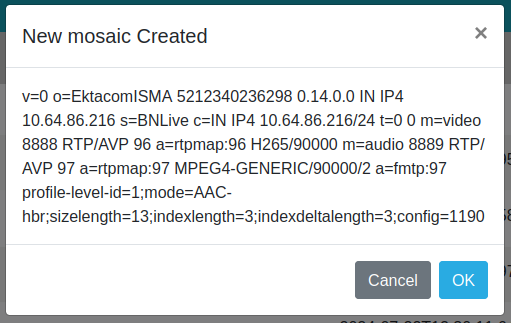 New mosaic Created
×
v=0 o=EktacomISMA 5212340236298 0.14.0.0 IN IP4
10.64.86.216 s=BNLive c=IN IP4 10.64.86.216/24 t=0 0 m=video
8888 RTP/AVP 96 a=rtpmap:96 H265/90000 m=audio 8889 RTP/
AVP 97 a=rtpmap:97 MPEG4-GENERIC/90000/2 a=fmtp:97
profile-level-id=1;mode=AAC-
hbr;sizelength=13;indexlength=3;indexdeltalength=3;config=1190
Cancel
OK